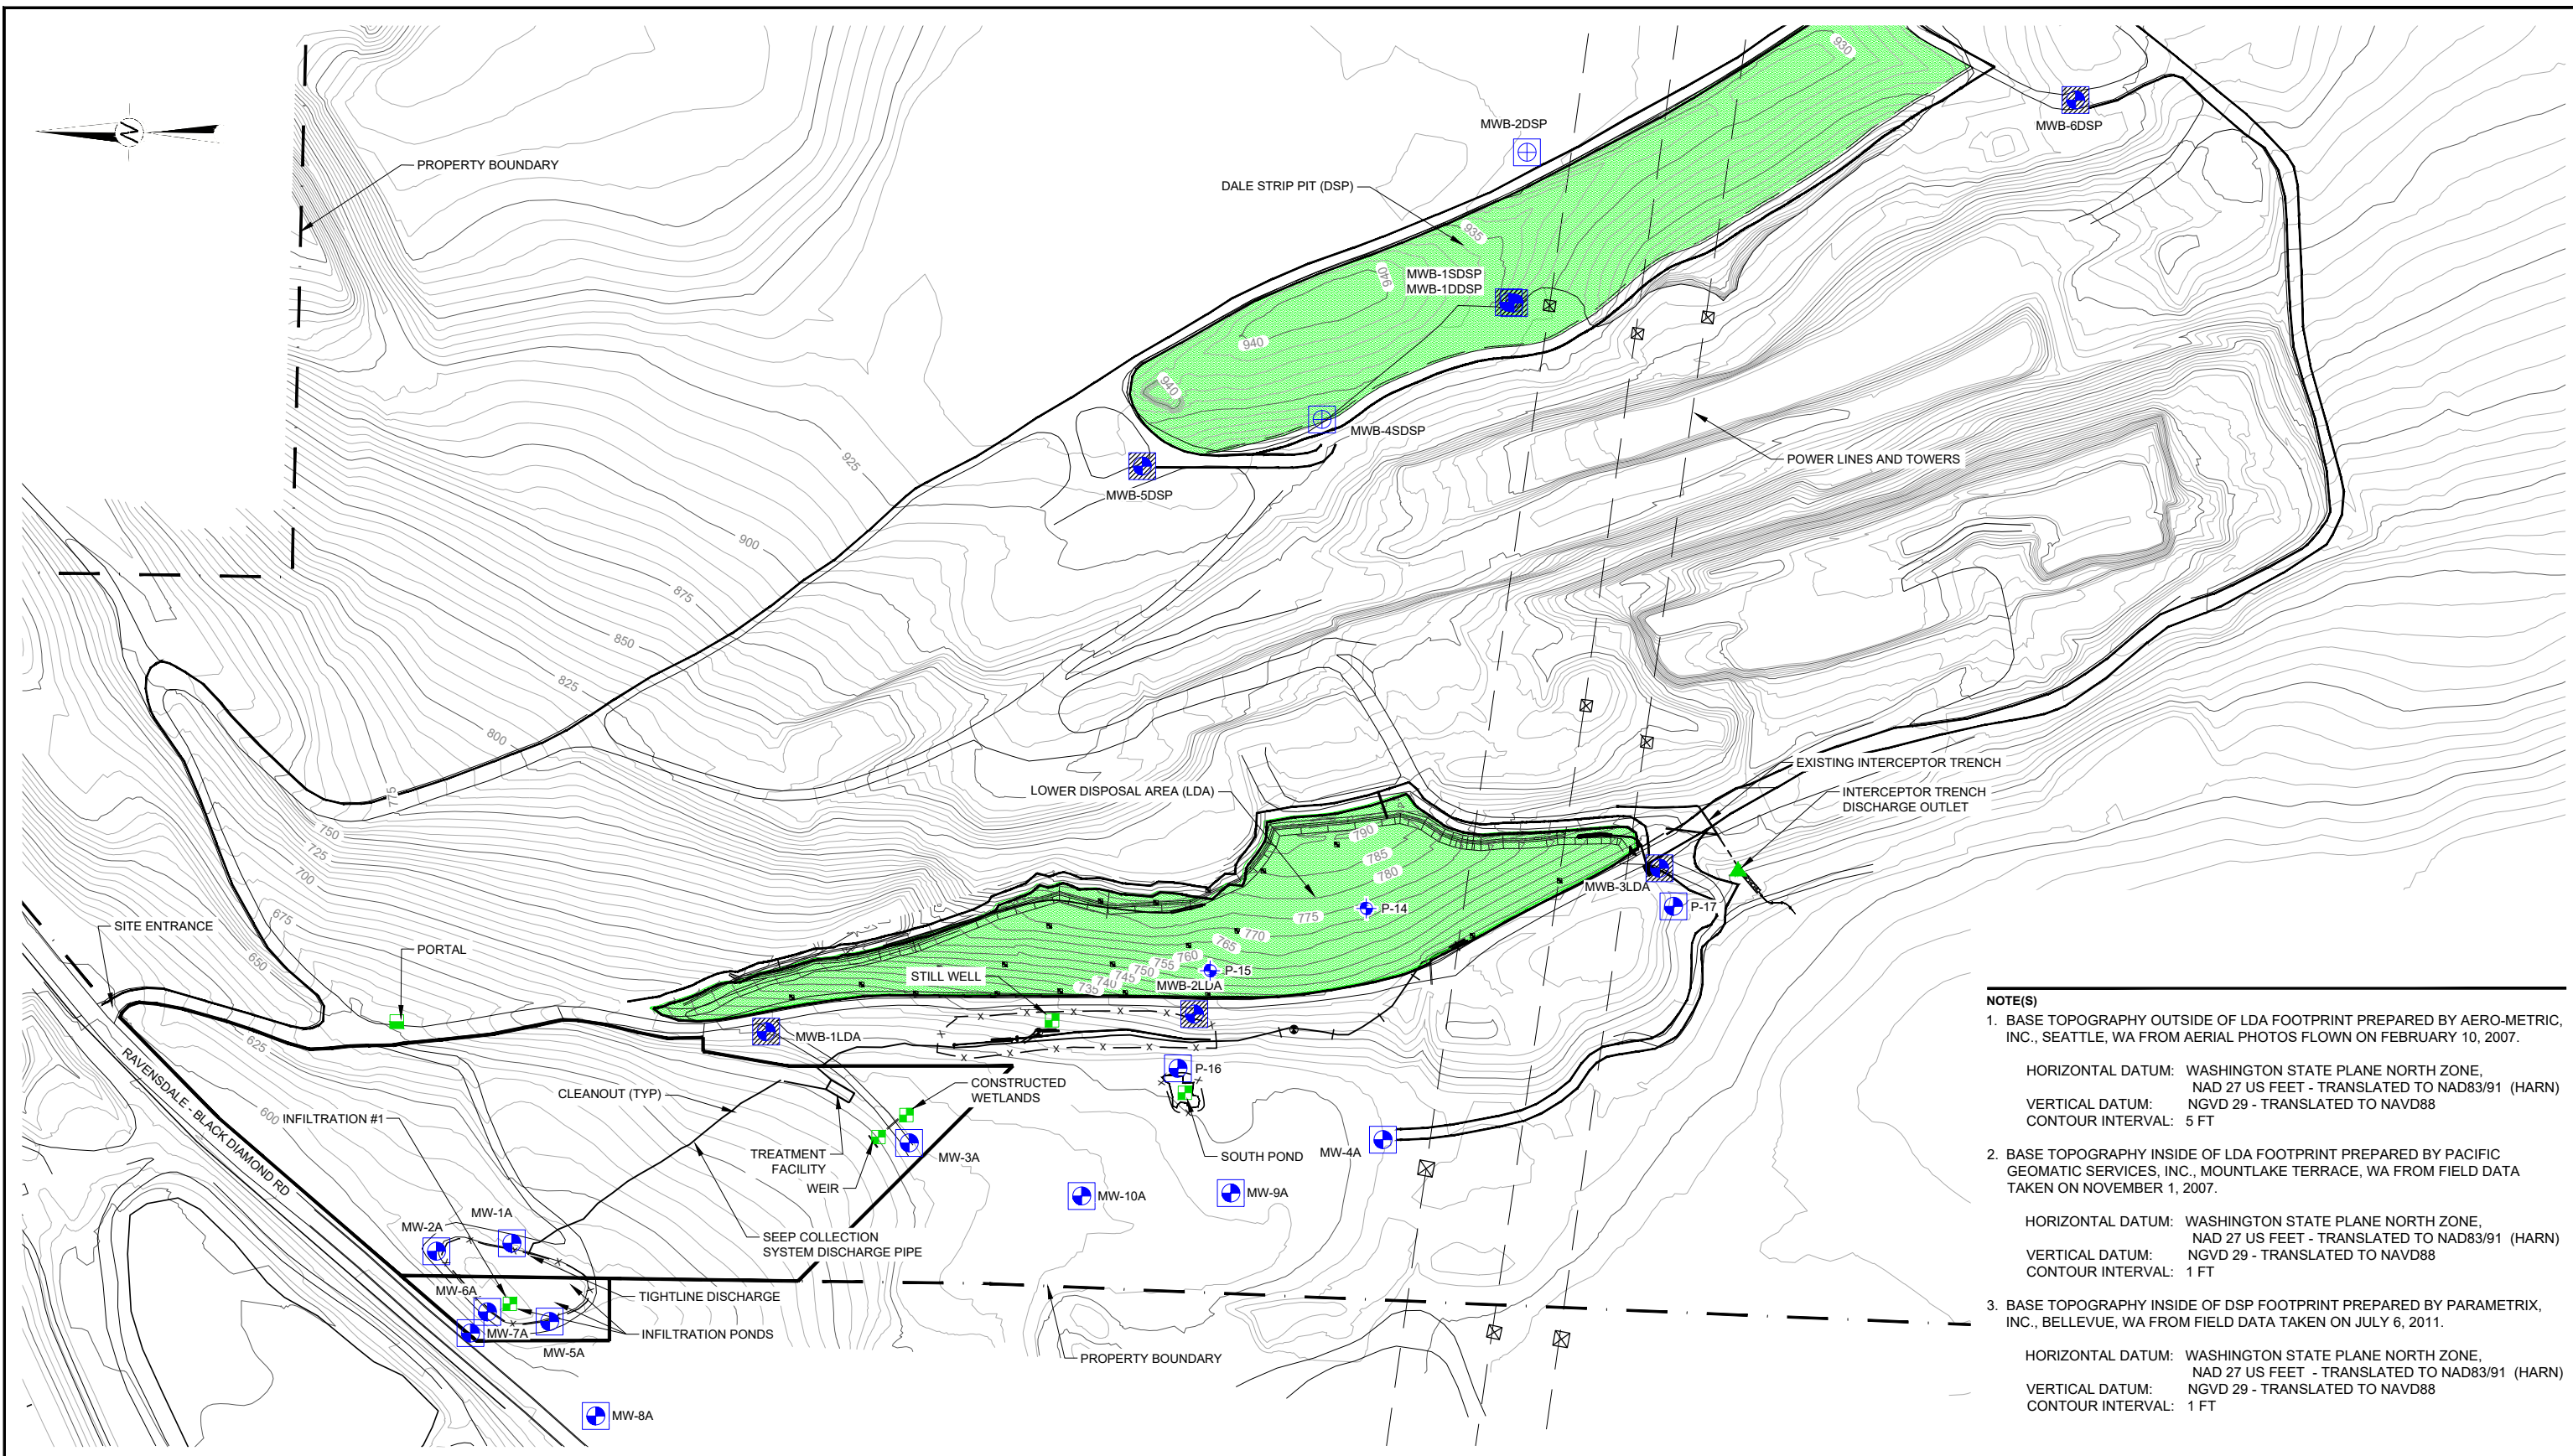 930
MWB-2DSP
MWB-6DSP
N
PROPERTY BOUNDARY
DALE STRIP PIT (DSP)
935
MWB-1SDSP
MWB-1DDSP
940
940
940
MWB-4SDSP
POWER LINES AND TOWERS
925
MWB-5DSP
900
875
850
825
800
775
750
725
700
675
650
625
600
EXISTING INTERCEPTOR TRENCH
LOWER DISPOSAL AREA (LDA)
INTERCEPTOR TRENCH
DISCHARGE OUTLET
790
785
780
775
770
765
760
755
750
745
740
735
MWB-3LDA
P-14
P-17
SITE ENTRANCE
PORTAL
STILL WELL
P-15
MWB-2LDA
MWB-1LDA
P-16
CLEANOUT (TYP)
CONSTRUCTED
WETLANDS
INFILTRATION #1
RAVENSDALE - BLACK DIAMOND RD
TREATMENT
FACILITY
WEIR
MW-3A
SOUTH POND
MW-4A
MW-10A
MW-9A
MW-1A
MW-2A
SEEP COLLECTION
SYSTEM DISCHARGE PIPE
MW-6A
TIGHTLINE DISCHARGE
MW-7A
INFILTRATION PONDS
MW-5A
PROPERTY BOUNDARY
MW-8A
NOTE(S)
1. BASE TOPOGRAPHY OUTSIDE OF LDA FOOTPRINT PREPARED BY AERO-METRIC,
INC., SEATTLE, WA FROM AERIAL PHOTOS FLOWN ON FEBRUARY 10, 2007.
HORIZONTAL DATUM: WASHINGTON STATE PLANE NORTH ZONE,
NAD 27 US FEET - TRANSLATED TO NAD83/91 (HARN)
VERTICAL DATUM: NGVD 29 - TRANSLATED TO NAVD88
CONTOUR INTERVAL: 5 FT
2. BASE TOPOGRAPHY INSIDE OF LDA FOOTPRINT PREPARED BY PACIFIC
GEOMATIC SERVICES, INC., MOUNTLAKE TERRACE, WA FROM FIELD DATA
TAKEN ON NOVEMBER 1, 2007.
HORIZONTAL DATUM: WASHINGTON STATE PLANE NORTH ZONE,
NAD 27 US FEET - TRANSLATED TO NAD83/91 (HARN)
VERTICAL DATUM: NGVD 29 - TRANSLATED TO NAVD88
CONTOUR INTERVAL: 1 FT
3. BASE TOPOGRAPHY INSIDE OF DSP FOOTPRINT PREPARED BY PARAMETRIX,
INC., BELLEVUE, WA FROM FIELD DATA TAKEN ON JULY 6, 2011.
HORIZONTAL DATUM: WASHINGTON STATE PLANE NORTH ZONE,
NAD 27 US FEET - TRANSLATED TO NAD83/91 (HARN)
VERTICAL DATUM: NGVD 29 - TRANSLATED TO NAVD88
CONTOUR INTERVAL: 1 FT